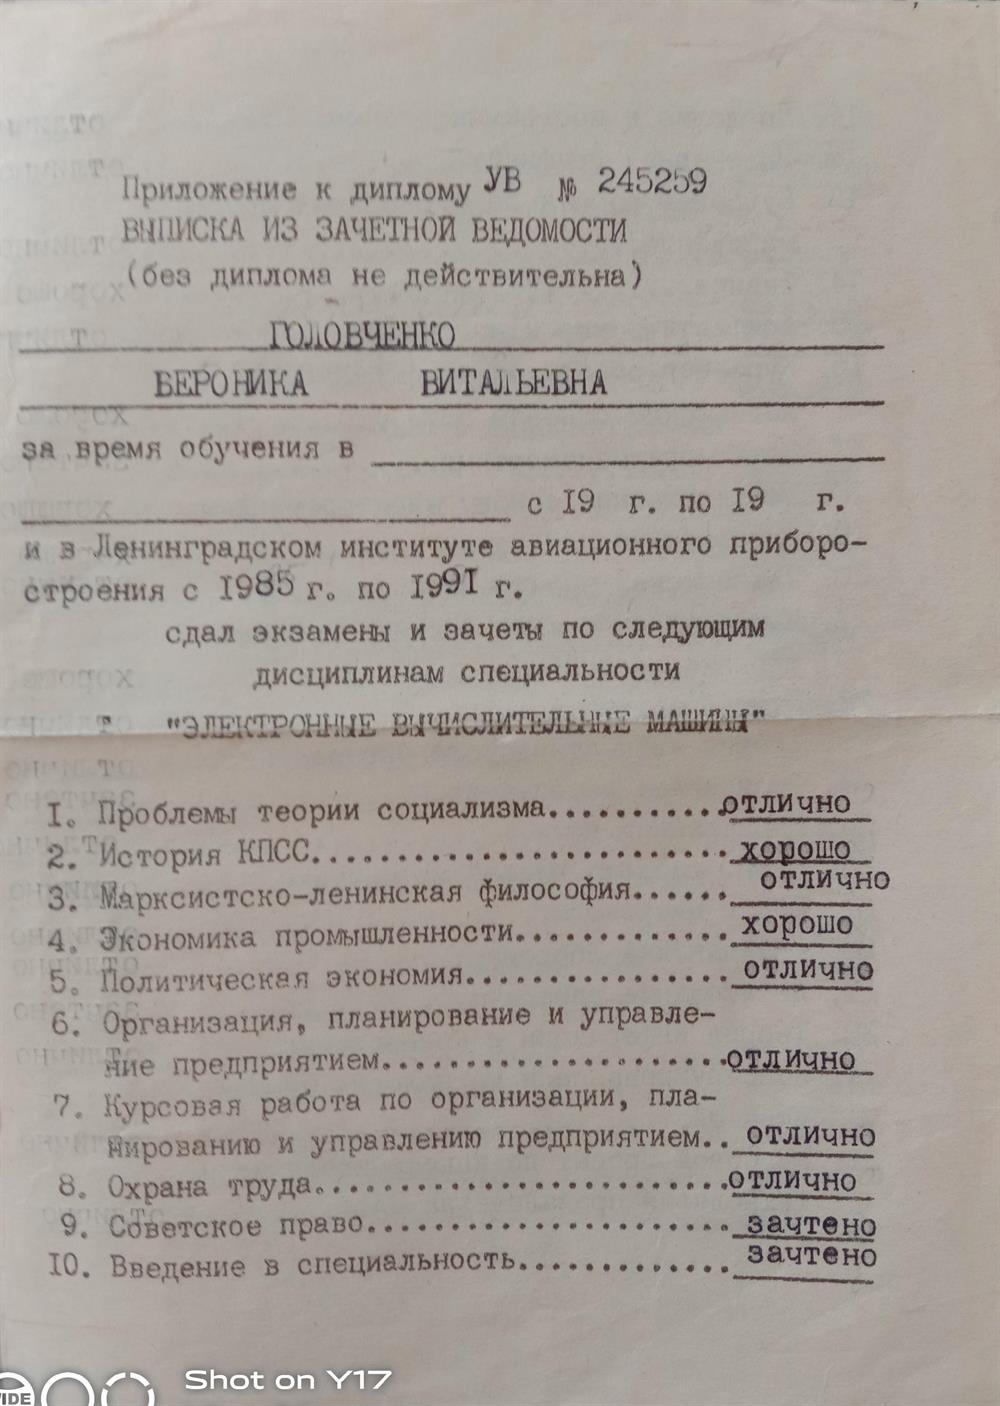 Приложение к диплому УВ № 245259
ВЫПИСКА ИЗ ЗАЧЕТНОЙ ВЕДОМОСТИ
(без диплома не действительна)
ГОЛОВЧЕНКО
ВЕРОНИКА ВИТАЛЬЕВНА
за время обучения в
с 19 г. по 19 г.
и в Ленинградском институте авиационного приборо-
строения с 1985 г. по 1991 г.
сдал экзамены и зачеты по следующим
дисциплинам специальности
"ЭЛЕКТРОННЫЕ ВЫЧИСЛИТЕЛЬНЫЕ МАШИНЫ"
1. Проблемы теории социализма...........отлично
2. История КПСС........................хорошо
3. Марксистско-ленинская философия......отлично
4. Экономика промышленности.............хорошо
5. Политическая экономия................отлично
6. Организация, планирование и управле-
ние предприятием.....................отлично
7. Курсовая работа по организации, пла-
нированию и управлению предприятием..отлично
8. Охрана труда.........................отлично
9. Советское право......................зачтено
10. Введение в специальность.............зачтено
WIDE
Shot on Y17